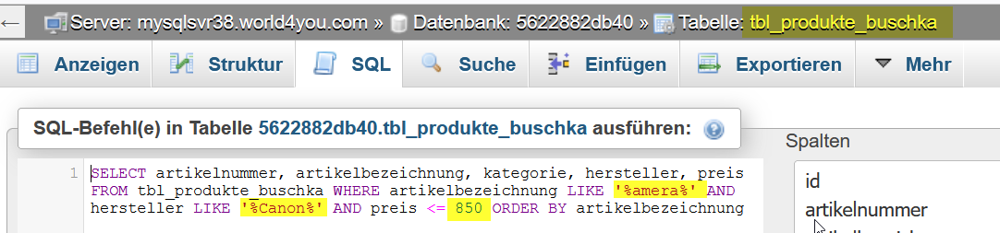 ← Server: mysqlsvr38.world4you.com » Datenbank: 5622882db40 » Tabelle: tbl_produkte_buschka
Anzeigen Struktur SQL Suche Einfügen Exportieren Mehr
SQL-Befehl(e) in Tabelle 5622882db40.tbl_produkte_buschka ausführen:
Spalten
1 SELECT artikelnummer, artikelbezeichnung, kategorie, hersteller, preis
FROM tbl_produkte_buschka WHERE artikelbezeichnung LIKE '%amera%' AND
hersteller LIKE '%Canon%' AND preis <= 850 ORDER BY artikelbezeichnung
id
artikelnummer